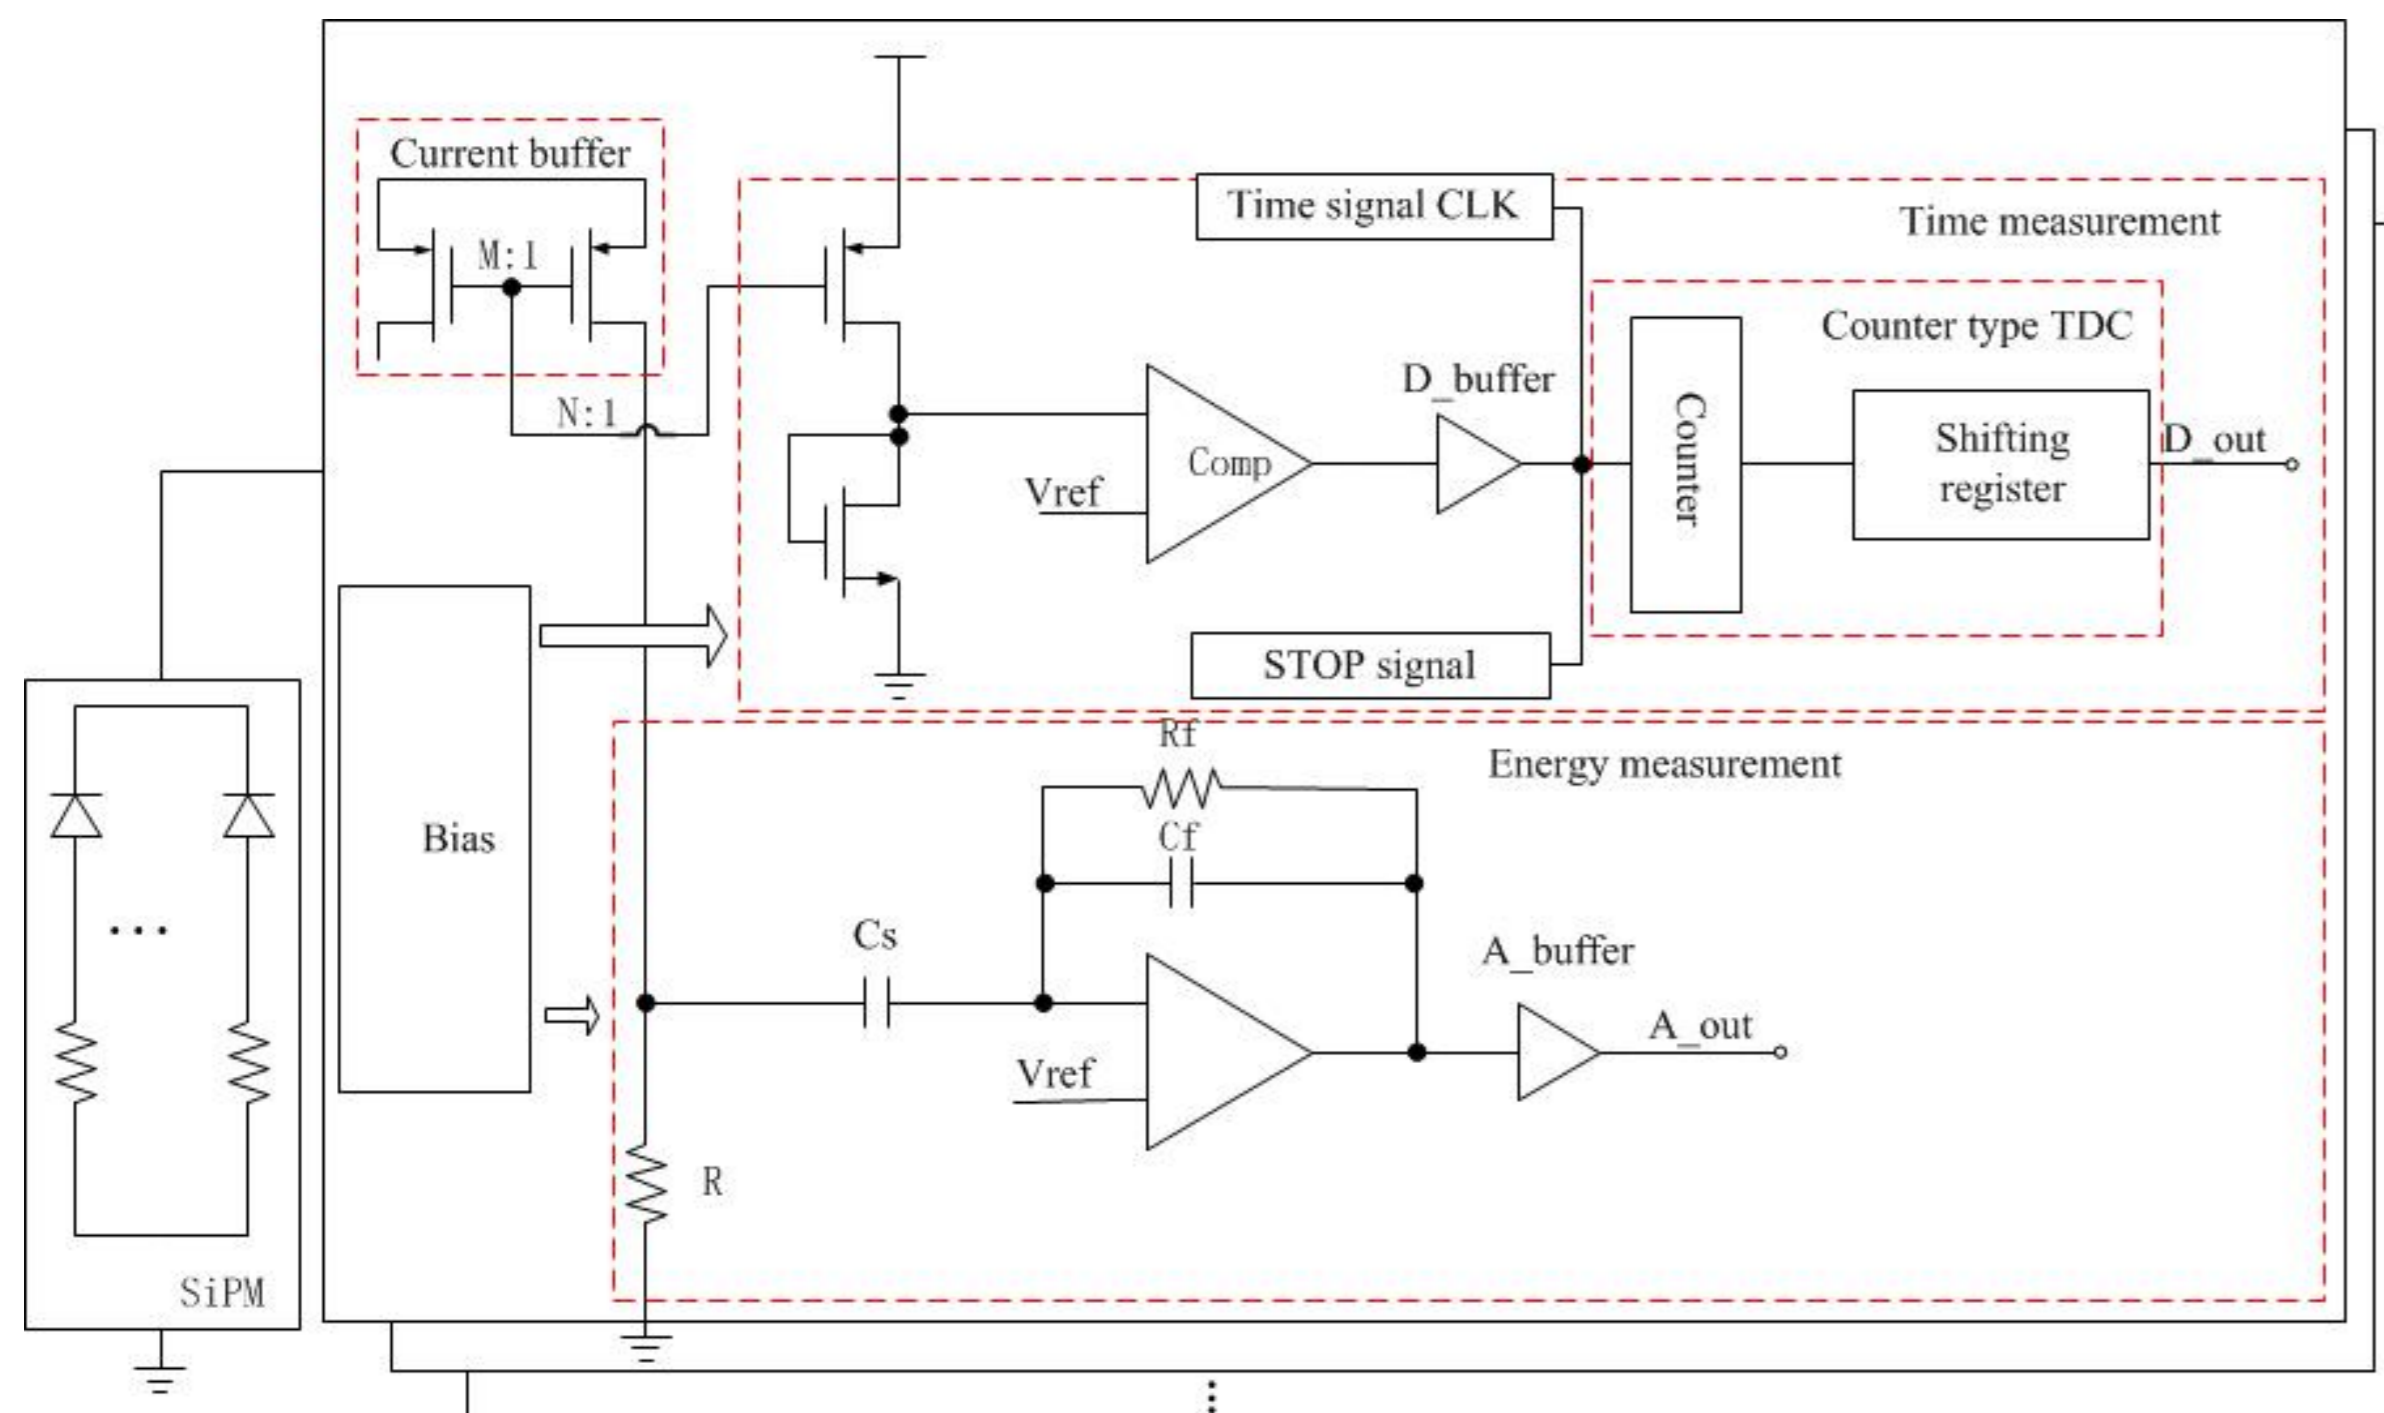 Current buffer
M:1
N:1
Time signal CLK
Time measurement
Counter type TDC
D_buffer
Counter
Shifting
register
D_out
Comp
Vref
STOP signal
Bias
Rf
Energy measurement
Cf
Cs
A_buffer
A_out
Vref
R
SiPM